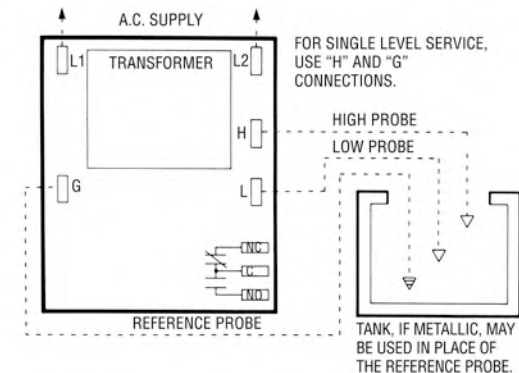 A.C. SUPPLY
L1
TRANSFORMER
L2
FOR SINGLE LEVEL SERVICE,
USE "H" AND "G"
CONNECTIONS.
H
HIGH PROBE
LOW PROBE
G
L
NC
C
NO
REFERENCE PROBE
TANK, IF METALLIC, MAY
BE USED IN PLACE OF
THE REFERENCE PROBE.